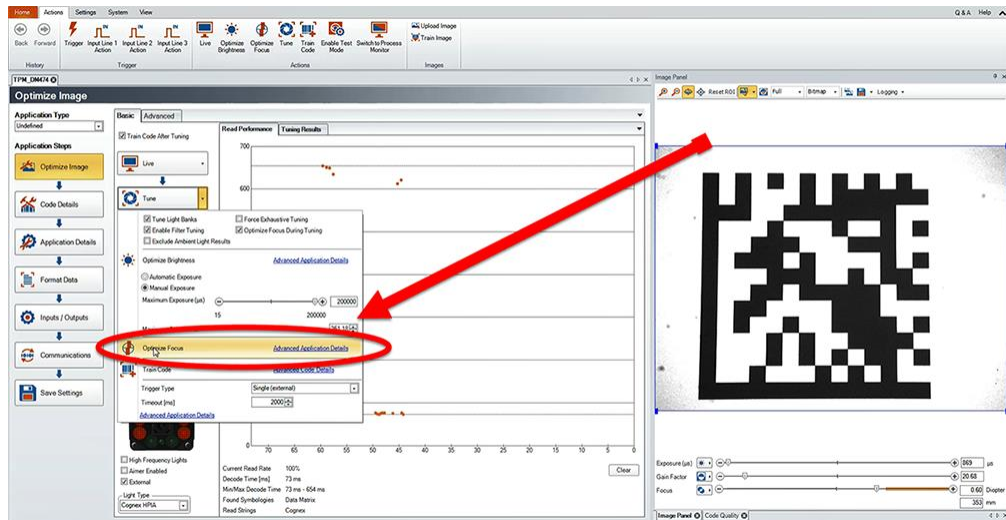 Home Actions Settings System View Q & A Help
Back Forward Trigger Input Line 1 Action Input Line 2 Action Input Line 3 Action Live Optimize Brightness Optimize Focus Tune Train Code Enable Test Mode Switch to Process Monitor Upload Image
Train Image
History Trigger Actions Images
TPM_DM474
Optimize Image
Application Type
Undefined
Application Steps
Optimize Image
Code Details
Application Details
Format Data
Inputs / Outputs
Communications
Save Settings
Basic Advanced
Train Code After Tuning
Live
Tune
Tune Light Banks Force Exhaustive Tuning
Enable Filter Tuning Optimize Focus During Tuning
Exclude Ambient Light Results
Optimize Brightness Advanced Application Details
Automatic Exposure
Manual Exposure
Maximum Exposure (µs) 200000
15 200000
Optimize Focus Advanced Application Details
Train Code Advanced Code Details
Trigger Type Single (external)
Timeout [ms] 2000
Advanced Application Details
High Frequency Lights
Aimer Enabled
External
Light Type
Cognex HPIA
Read Performance Tuning Results
700
600
0
70 65 60 55 50 45 40 35 30 25 20 15 10 5 0
Current Read Rate 100%
Decode Time [ms] 73 ms
Min/Max Decode Time 73 ms - 654 ms
Found Symbologies Data Matrix
Read Strings Cognex
Clear
Image Panel
Reset ROI Full Bitmap Logging
Exposure (µs) 869 µs
Gain Factor 20.68
Focus 0.60 Diopter
353 mm
Image Panel Code Quality